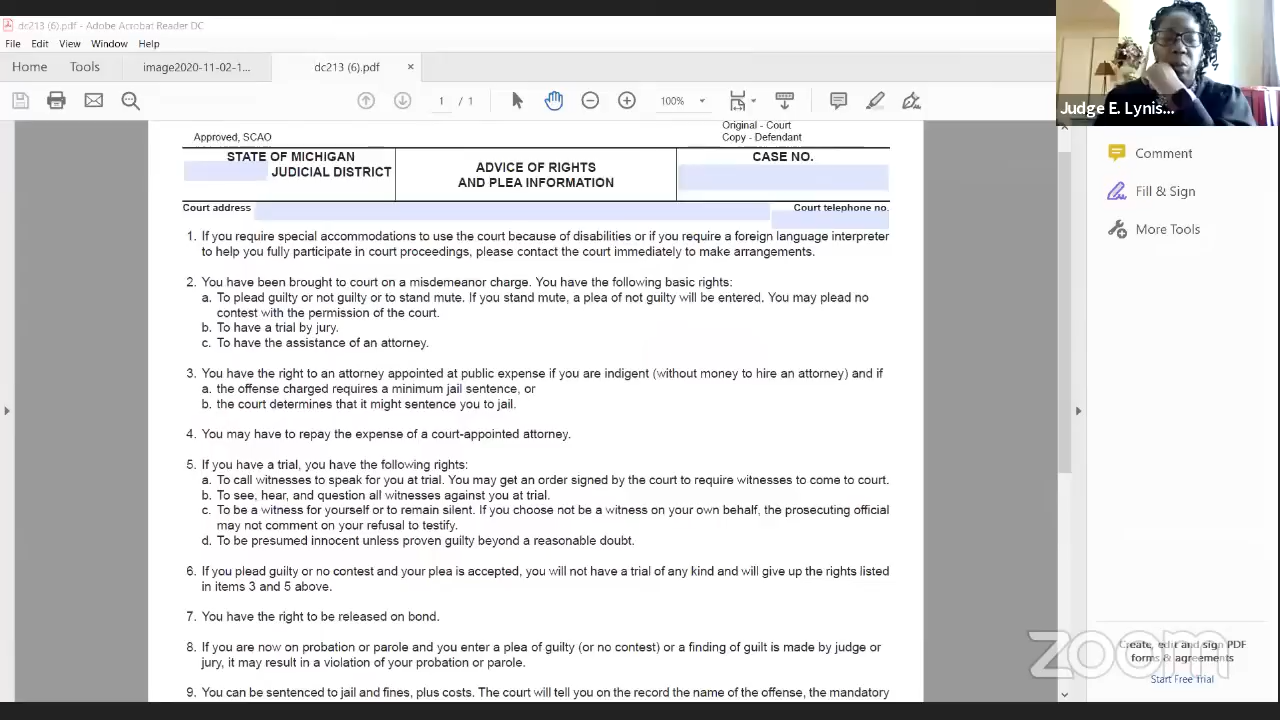 dc213 (6).pdf - Adobe Acrobat Reader DC
File Edit View Window Help
Home Tools image2020-11-02-1... dc213 (6).pdf ×
1 / 1 100%
Judge E. Lynis...
Comment
Fill & Sign
More Tools
Original - Court
Approved, SCAO Copy - Defendant
STATE OF MICHIGAN
JUDICIAL DISTRICT
ADVICE OF RIGHTS
AND PLEA INFORMATION
CASE NO.
Court address Court telephone no.
1. If you require special accommodations to use the court because of disabilities or if you require a foreign language interpreter
to help you fully participate in court proceedings, please contact the court immediately to make arrangements.
2. You have been brought to court on a misdemeanor charge. You have the following basic rights:
a. To plead guilty or not guilty or to stand mute. If you stand mute, a plea of not guilty will be entered. You may plead no
contest with the permission of the court.
b. To have a trial by jury.
c. To have the assistance of an attorney.
3. You have the right to an attorney appointed at public expense if you are indigent (without money to hire an attorney) and if
a. the offense charged requires a minimum jail sentence, or
b. the court determines that it might sentence you to jail.
4. You may have to repay the expense of a court-appointed attorney.
5. If you have a trial, you have the following rights:
a. To call witnesses to speak for you at trial. You may get an order signed by the court to require witnesses to come to court.
b. To see, hear, and question all witnesses against you at trial.
c. To be a witness for yourself or to remain silent. If you choose not be a witness on your own behalf, the prosecuting official
may not comment on your refusal to testify.
d. To be presumed innocent unless proven guilty beyond a reasonable doubt.
6. If you plead guilty or no contest and your plea is accepted, you will not have a trial of any kind and will give up the rights listed
in items 3 and 5 above.
7. You have the right to be released on bond.
8. If you are now on probation or parole and you enter a plea of guilty (or no contest) or a finding of guilt is made by judge or
jury, it may result in a violation of your probation or parole.
9. You can be sentenced to jail and fines, plus costs. The court will tell you on the record the name of the offense, the mandatory
zoom
Create, edit and sign PDF
forms & agreements
Start Free Trial